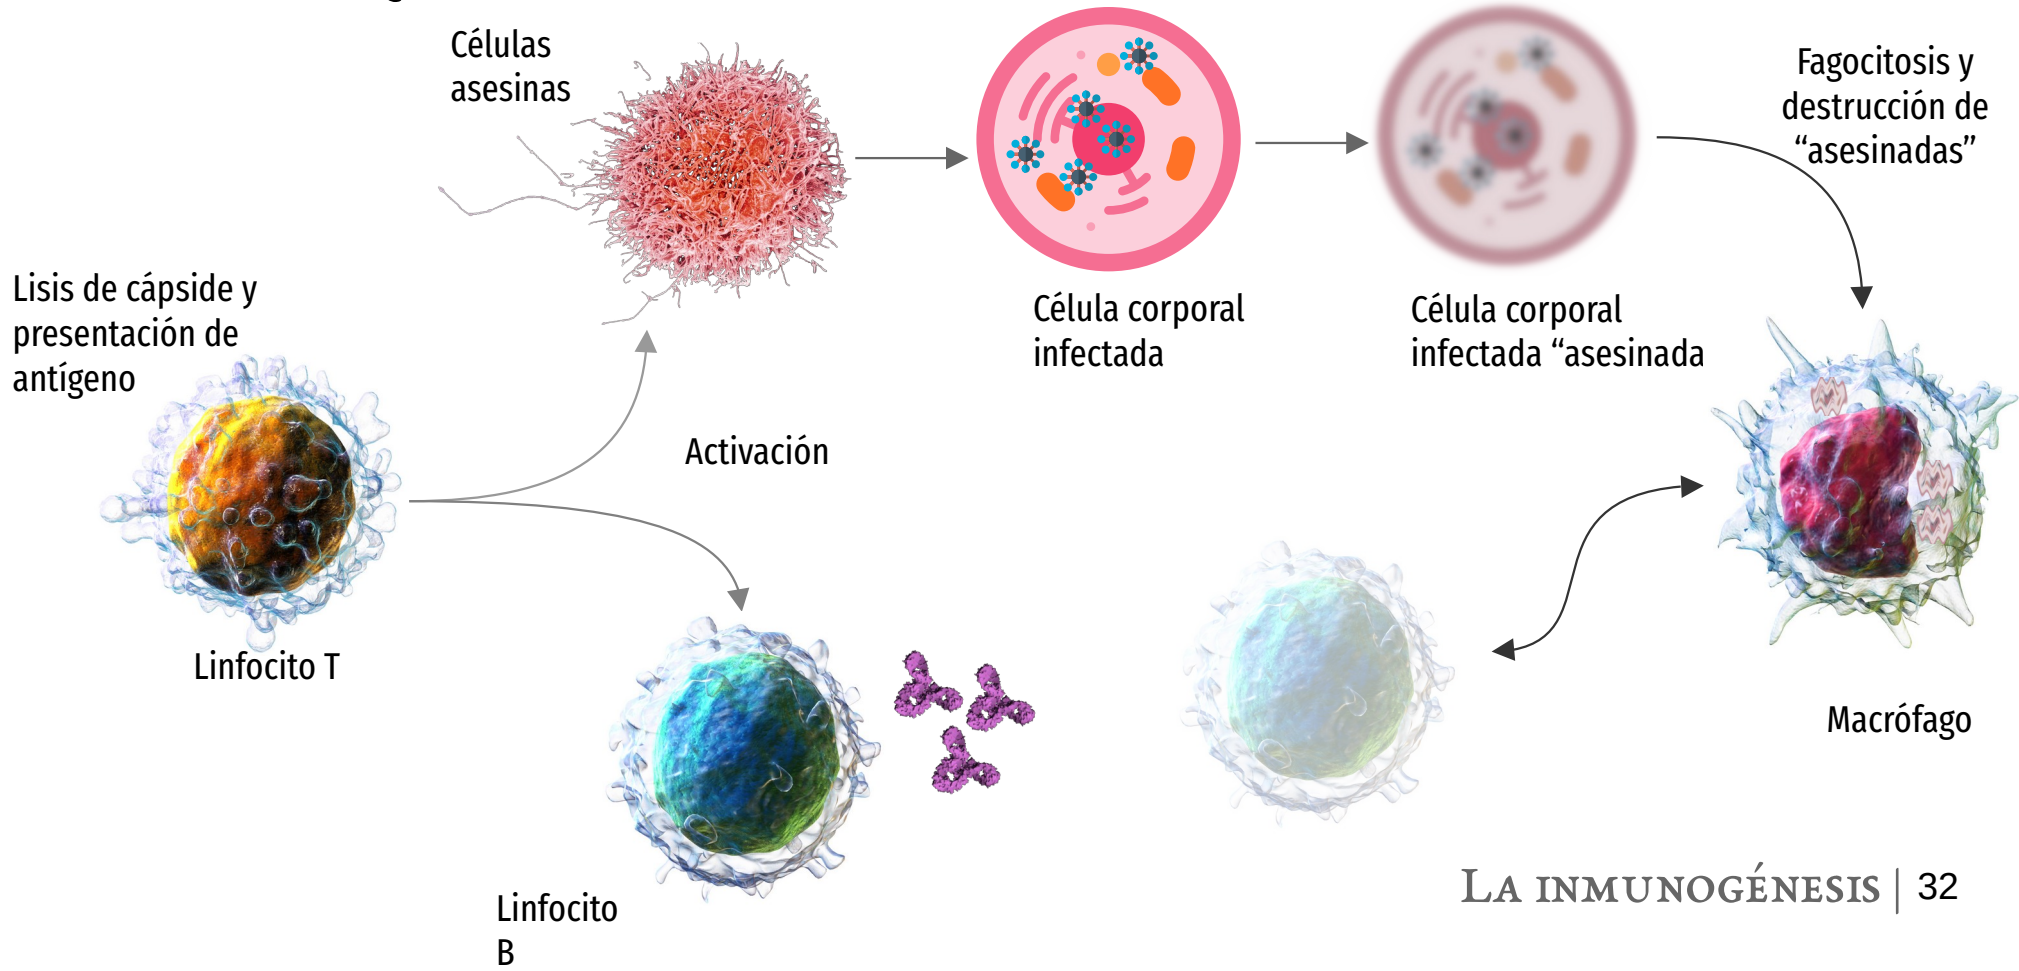 Células
asesinas
Fagocitosis y
destrucción de
“asesinadas”
Lisis de cápside y
presentación de
antígeno
Célula corporal
infectada
Célula corporal
infectada “asesinada
Activación
Linfocito T
Macrófago
Linfocito
B
La inmunogénesis | 32